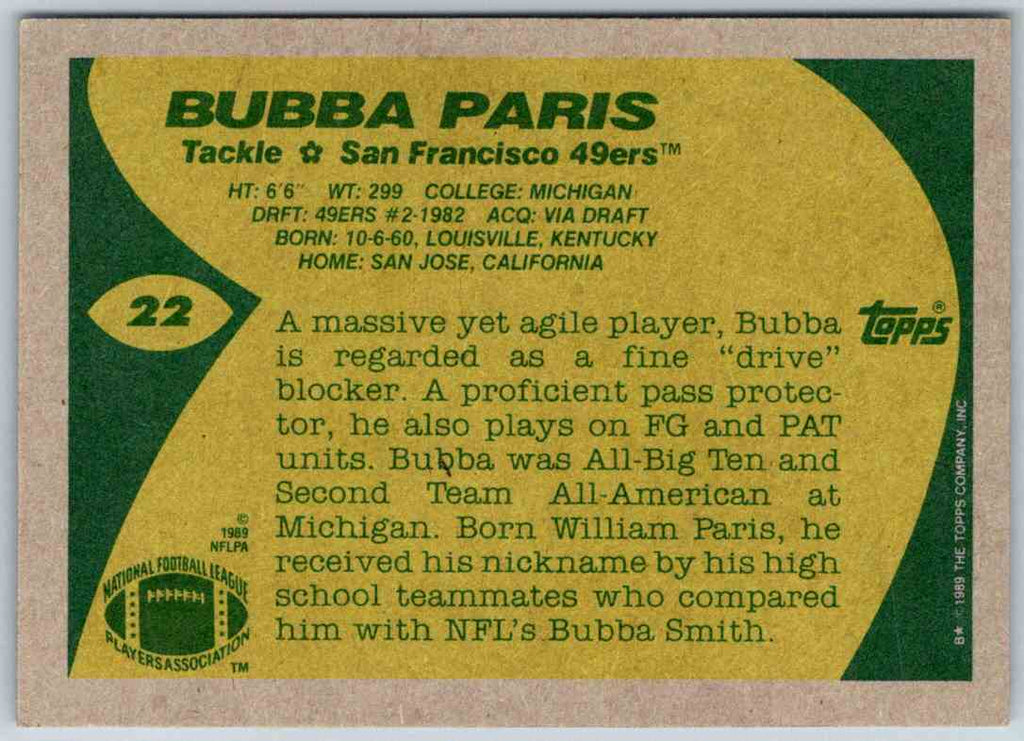 BUBBA PARIS
Tackle ✩ San Francisco 49ers™
HT: 6'6" WT: 299 COLLEGE: MICHIGAN
DRFT: 49ERS #2-1982 ACQ: VIA DRAFT
BORN: 10-6-60, LOUISVILLE, KENTUCKY
HOME: SAN JOSE, CALIFORNIA
22
A massive yet agile player, Bubba
is regarded as a fine “drive”
blocker. A proficient pass protec-
tor, he also plays on FG and PAT
units. Bubba was All-Big Ten and
Second Team All-American at
Michigan. Born William Paris, he
received his nickname by his high
school teammates who compared
him with NFL's Bubba Smith.
topps®
©
1989
NFLPA
NATIONAL FOOTBALL LEAGUE
PLAYERS ASSOCIATION
TM
B★ ©1989 THE TOPPS COMPANY, INC